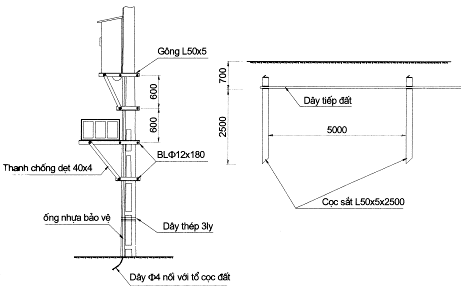 Gông L50x5
600
600
BLΦ12x180
Thanh chống dẹt 40x4
ống nhựa bảo vệ
Dây thép 3ly
Dây Φ4 nối với tổ cọc đất
700
Dây tiếp đất
2500
5000
Cọc sắt L50x5x2500